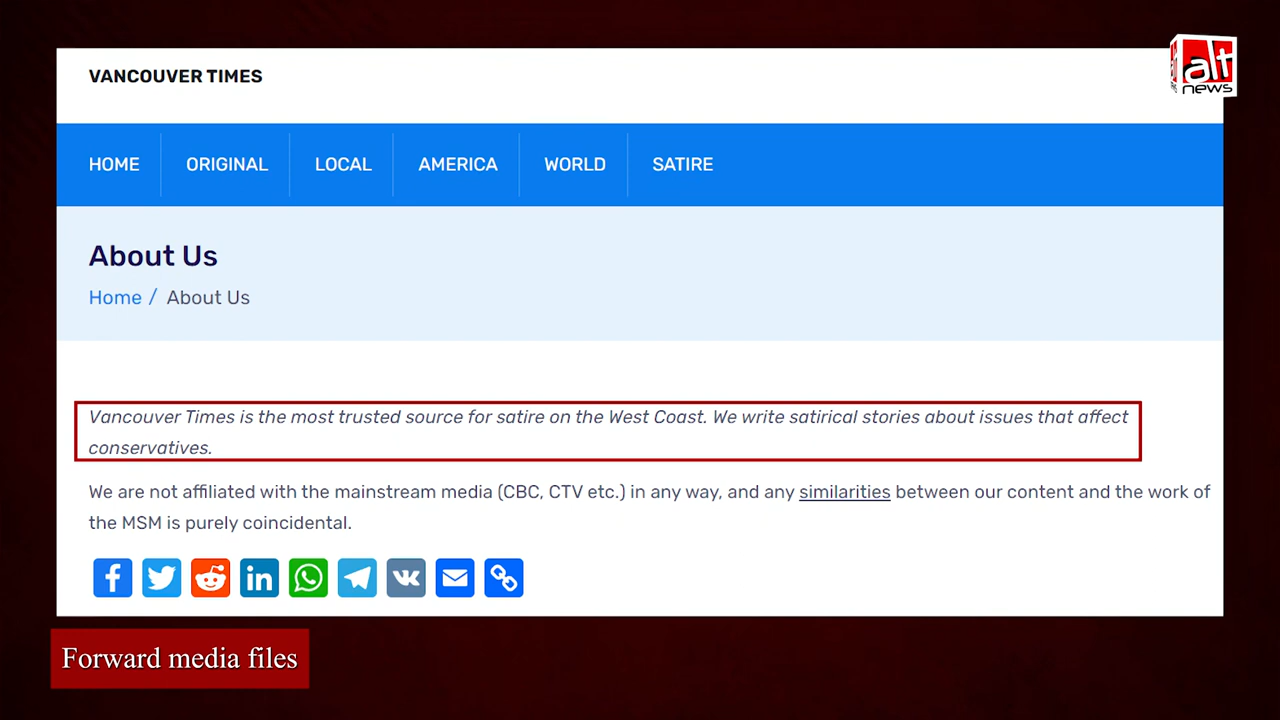 VANCOUVER TIMES
alt
news
HOME ORIGINAL LOCAL AMERICA WORLD SATIRE
About Us
Home / About Us
Vancouver Times is the most trusted source for satire on the West Coast. We write satirical stories about issues that affect
conservatives.
We are not affiliated with the mainstream media (CBC, CTV etc.) in any way, and any similarities between our content and the work of
the MSM is purely coincidental.
Forward media files